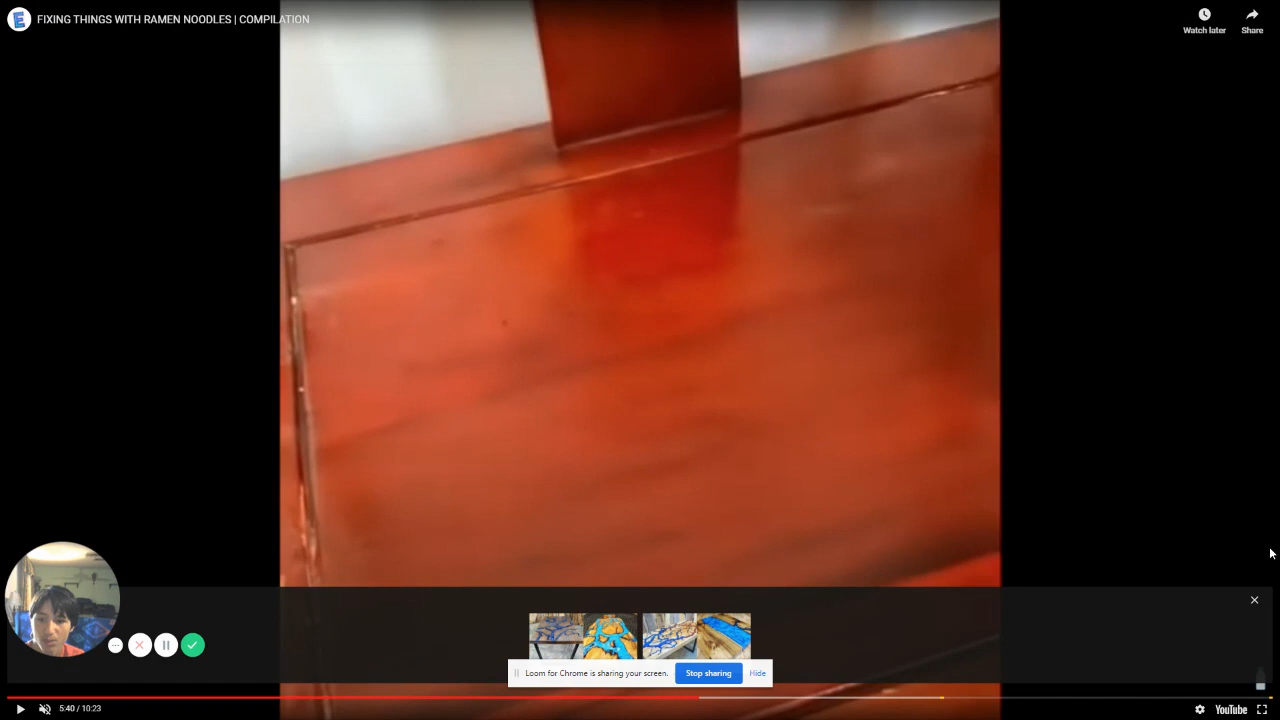 E FIXING THINGS WITH RAMEN NOODLES | COMPILATION
Watch later
Share
Loom for Chrome is sharing your screen.
Stop sharing
Hide
5:40 / 10:23
YouTube